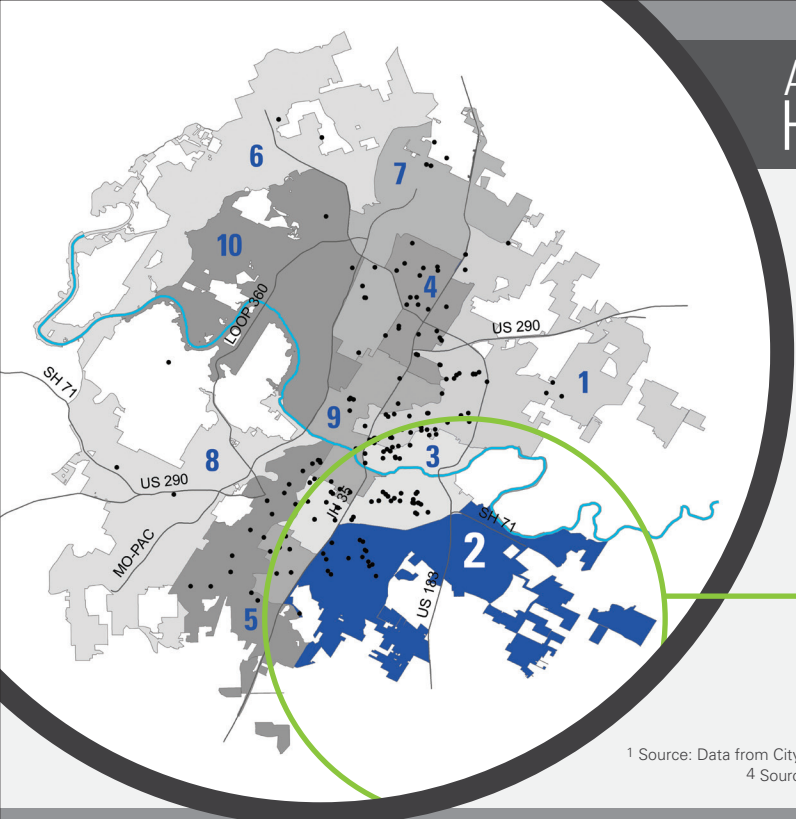 A
H
6
7
10
4
LOOP 360
US 290
SH 71
1
9
8
3
US 290
IH 35
SH 71
MO-PAC
2
US 183
5
1 Source: Data from City
4 Sourc